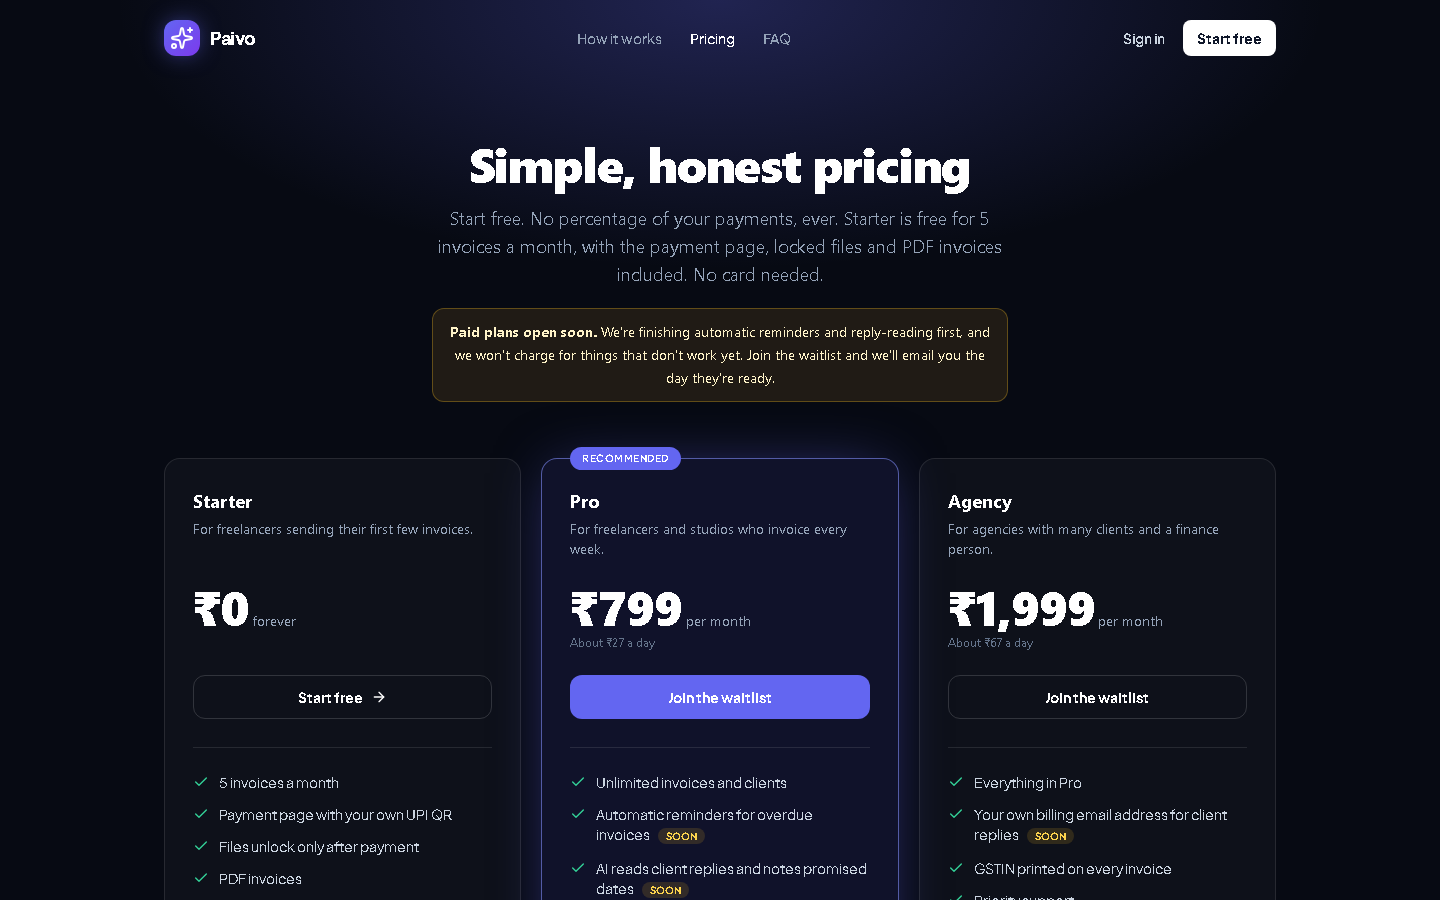 Paivo
How it works
Pricing
FAQ
Sign in
Start free
Simple, honest pricing
Start free. No percentage of your payments, ever. Starter is free for 5
invoices a month, with the payment page, locked files and PDF invoices
included. No card needed.
Paid plans open soon. We're finishing automatic reminders and reply-reading first, and
we won't charge for things that don't work yet. Join the waitlist and we'll email you the
day they're ready.
Starter
For freelancers sending their first few invoices.
₹0 forever
Start free
5 invoices a month
Payment page with your own UPI QR
Files unlock only after payment
PDF invoices
RECOMMENDED
Pro
For freelancers and studios who invoice every
week.
₹799 per month
About ₹27 a day
Join the waitlist
Unlimited invoices and clients
Automatic reminders for overdue
invoices SOON
AI reads client replies and notes promised
dates SOON
Agency
For agencies with many clients and a finance
person.
₹1,999 per month
About ₹67 a day
Join the waitlist
Everything in Pro
Your own billing email address for client
replies SOON
GSTIN printed on every invoice
Priority support